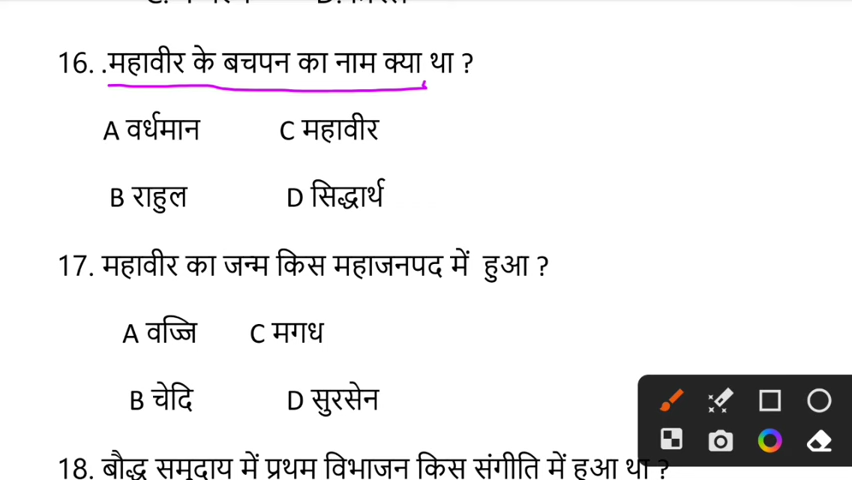 16. .महावीर के बचपन का नाम क्या था ?
A वर्धमान C महावीर
B राहुल D सिद्धार्थ
17. महावीर का जन्म किस महाजनपद में हुआ ?
A वज्जि C मगध
B चेदि D सुरसेन
18. बौद्ध समुदाय में प्रथम विभाजन किस संगीति में हुआ था ?